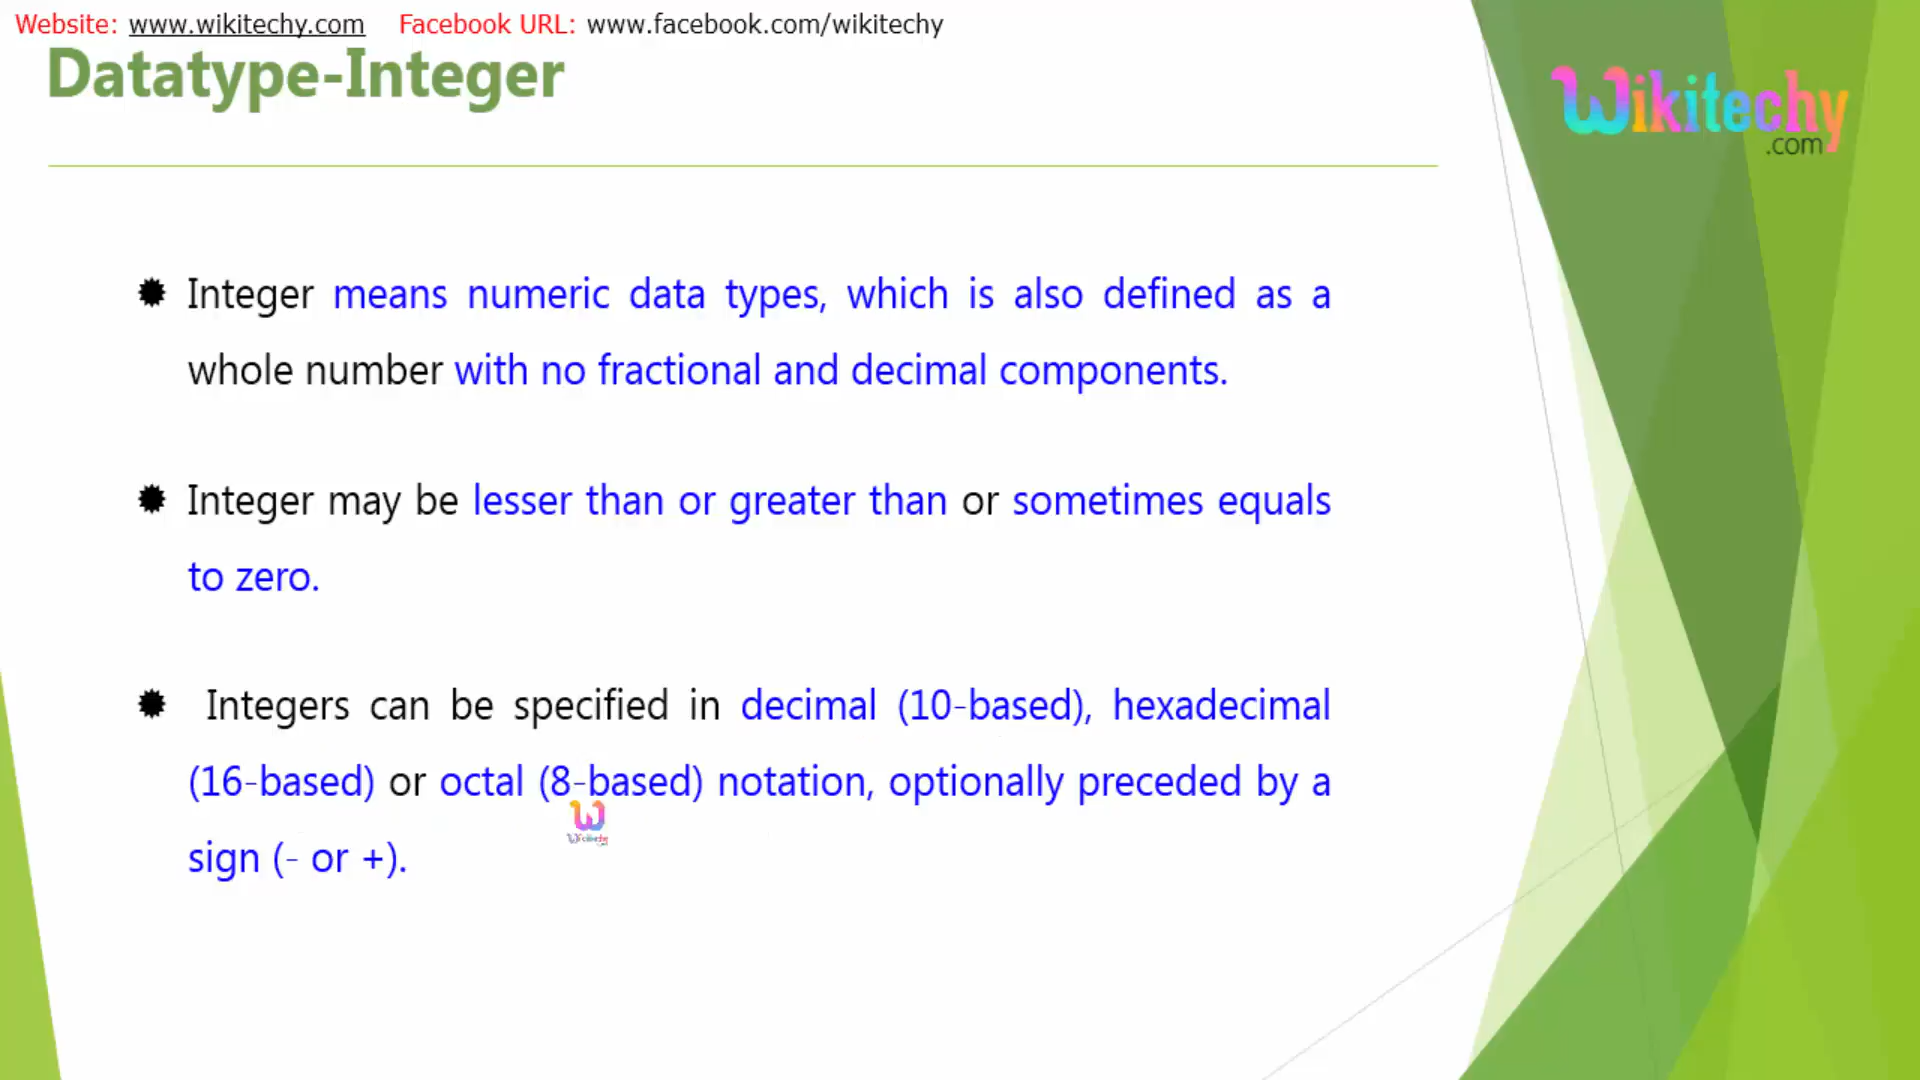 Website: www.wikitechy.com Facebook URL: www.facebook.com/wikitechy
Datatype-Integer
Wikitechy
.com
Integer means numeric data types, which is also defined as a
whole number with no fractional and decimal components.
Integer may be lesser than or greater than or sometimes equals
to zero.
Integers can be specified in decimal (10-based), hexadecimal
(16-based) or octal (8-based) notation, optionally preceded by a
sign (- or +).